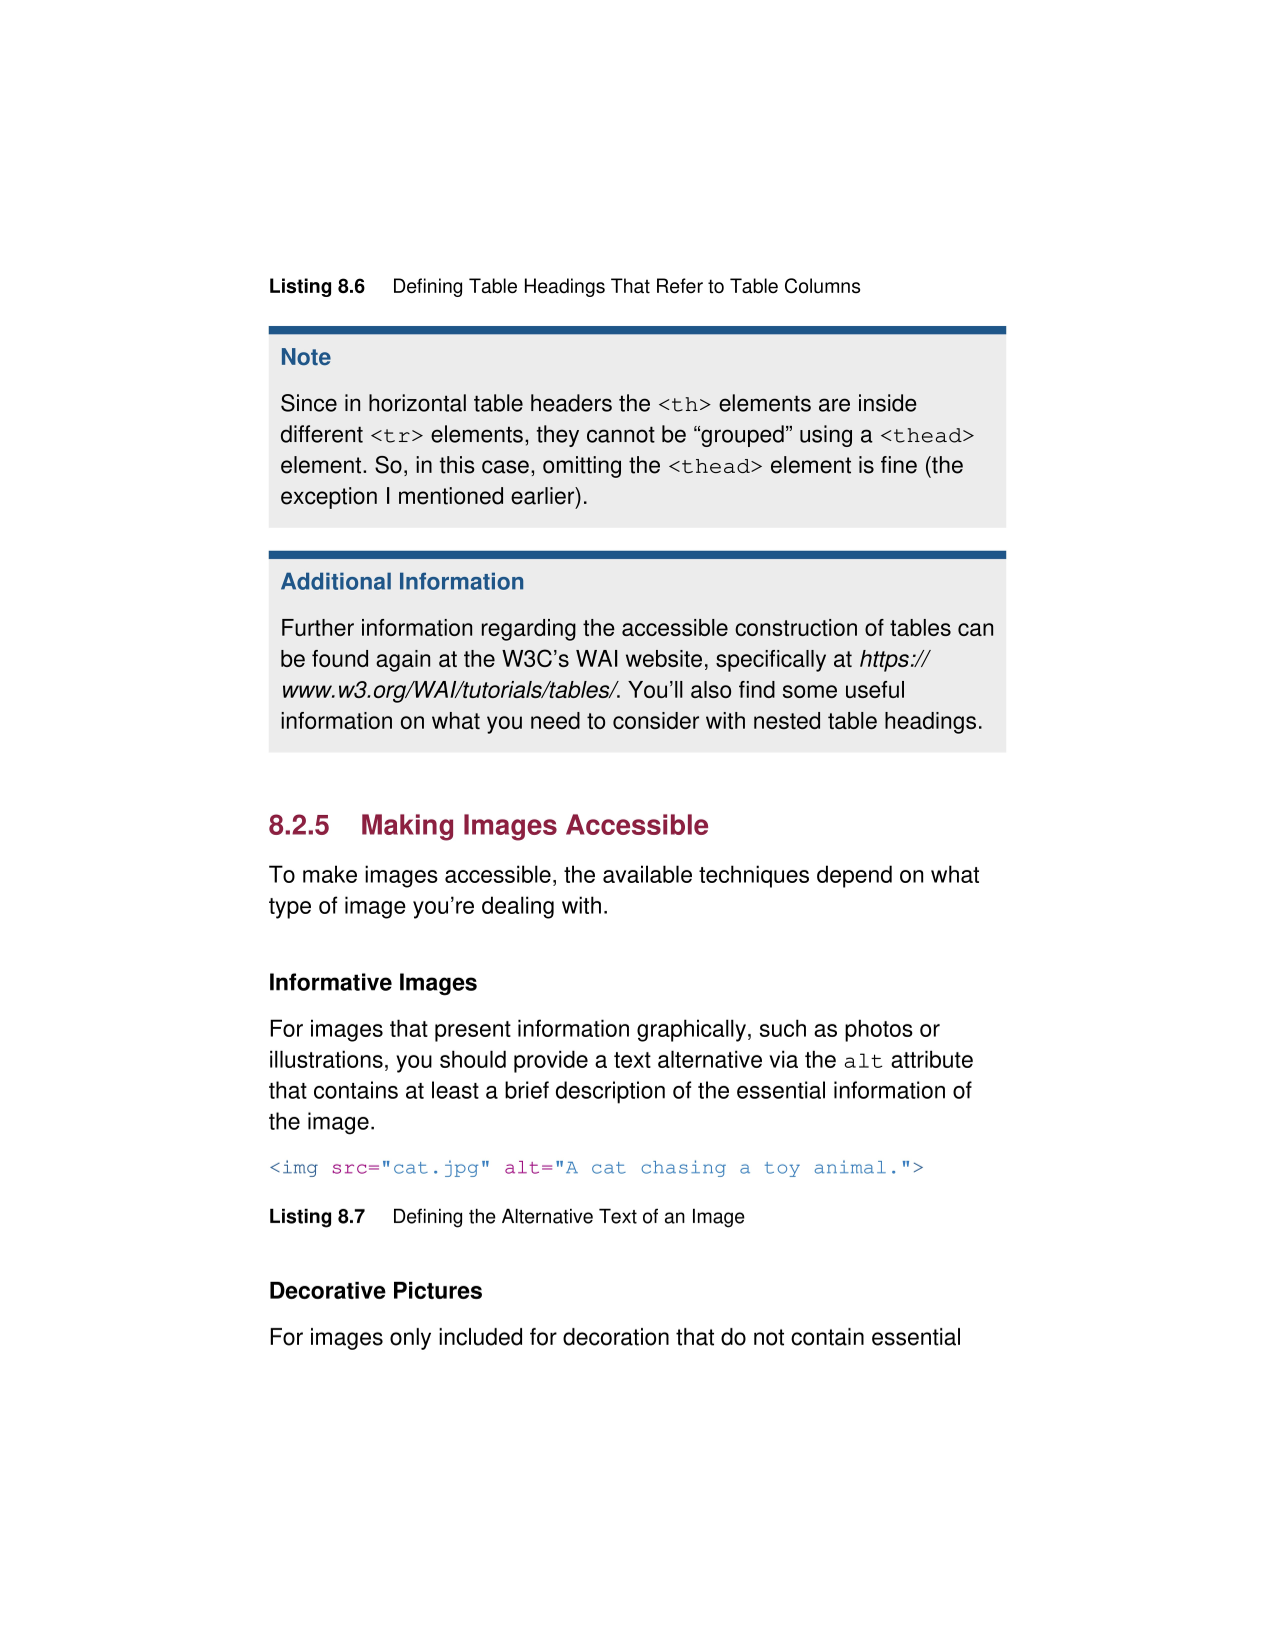 Listing 8.6 Defining Table Headings That Refer to Table Columns
Note
Since in horizontal table headers the <th> elements are inside
different <tr> elements, they cannot be “grouped” using a <thead>
element. So, in this case, omitting the <thead> element is fine (the
exception I mentioned earlier).
Additional Information
Further information regarding the accessible construction of tables can
be found again at the W3C’s WAI website, specifically at https://
www.w3.org/WAI/tutorials/tables/. You’ll also find some useful
information on what you need to consider with nested table headings.
8.2.5 Making Images Accessible
To make images accessible, the available techniques depend on what
type of image you’re dealing with.
Informative Images
For images that present information graphically, such as photos or
illustrations, you should provide a text alternative via the alt attribute
that contains at least a brief description of the essential information of
the image.
<img src="cat.jpg" alt="A cat chasing a toy animal.">
Listing 8.7 Defining the Alternative Text of an Image
Decorative Pictures
For images only included for decoration that do not contain essential